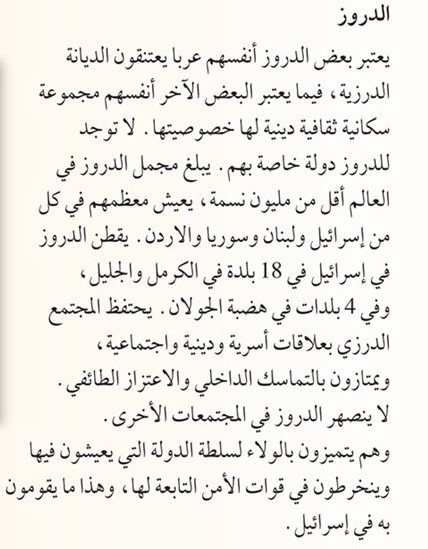 الدروز
يعتبر بعض الدروز أنفسهم عربا يعتنقون الديانة
الدرزية، فيما يعتبر البعض الآخر أنفسهم مجموعة
سكانية ثقافية دينية لها خصوصيتها. لا توجد
للدروز دولة خاصة بهم. يبلغ مجمل الدروز في
العالم أقل من مليون نسمة، يعيش معظمهم في كل
من إسرائيل ولبنان وسوريا والاردن. يقطن الدروز
في إسرائيل في 18 بلدة في الكرمل والجليل،
وفي 4 بلدات في هضبة الجولان. يحتفظ المجتمع
الدرزي بعلاقات أسرية ودينية واجتماعية،
ويمتازون بالتماسك الداخلي والاعتزاز الطائفي.
لا ينصهر الدروز في المجتمعات الأخرى.
وهم يتميزون بالولاء لسلطة الدولة التي يعيشون فيها
وينخرطون في قوات الأمن التابعة لها، وهذا ما يقومون
به في إسرائيل.